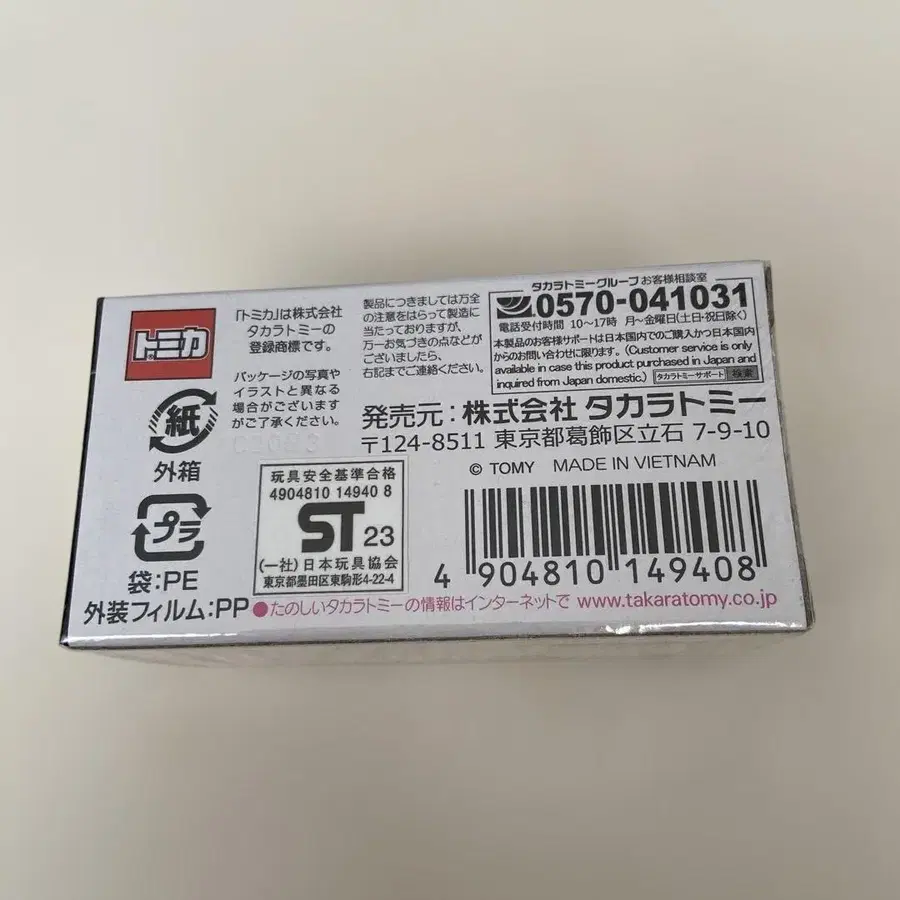 トミカ
「トミカ」は株式会社
タカラトミーの
登録商標です。
パッケージの写真や
イラストと異なる
場合がございます
がご了承ください。
製品につきましては万全
の注意をはらって製造に
当たっておりますが、
万一お気づきの点などが
ございましたら、
右記までご連絡ください。
タカラトミーグループ お客様相談室
0570-041031
電話受付時間 10〜17時 月〜金曜日(土日・祝日除く)
本製品のお客様サポートは日本国内でのご購入かつ日本国内
からのお問い合わせに限ります。(Customer service is only
available in case this product purchased in Japan and
inquired from Japan domestic.) タカラトミーサポート 検索
発売元:株式会社 タカラトミー
〒124-8511 東京都葛飾区立石 7-9-10
© TOMY MADE IN VIETNAM
紙
外箱
プラ
袋:PE
外装フィルム:PP
玩具安全基準合格
4904810 14940 8
ST 23
(一社)日本玩具協会
東京都墨田区東駒形4-22-4
4 904810 149408
●たのしいタカラトミーの情報はインターネットで www.takaratomy.co.jp